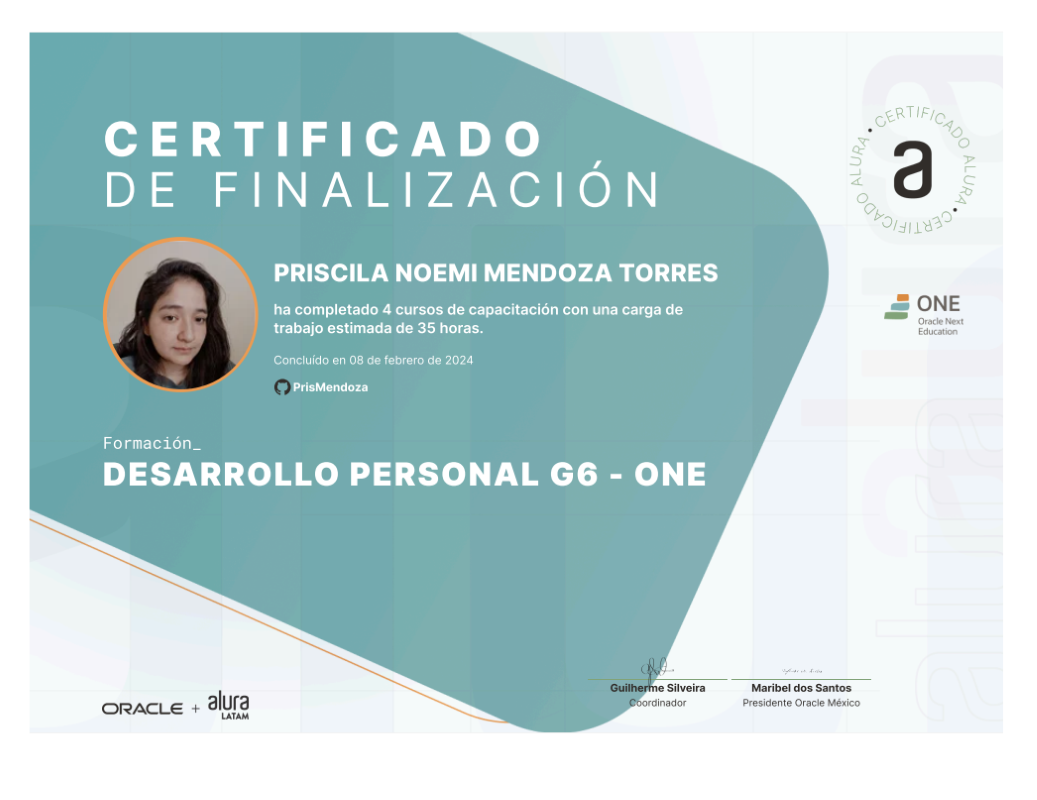 CERTIFICADO
DE FINALIZACIÓN
CERTIFICADO ALURA • CERTIFICADO ALURA •
a
PRISCILA NOEMI MENDOZA TORRES
ha completado 4 cursos de capacitación con una carga de
trabajo estimada de 35 horas.
Concluído en 08 de febrero de 2024
PrisMendoza
ONE
Oracle Next
Education
Formación_
DESARROLLO PERSONAL G6 - ONE
alura
alura
Guilherme Silveira
Coordinador
Maribel dos Santos
Presidente Oracle México
ORACLE + alura
LATAM